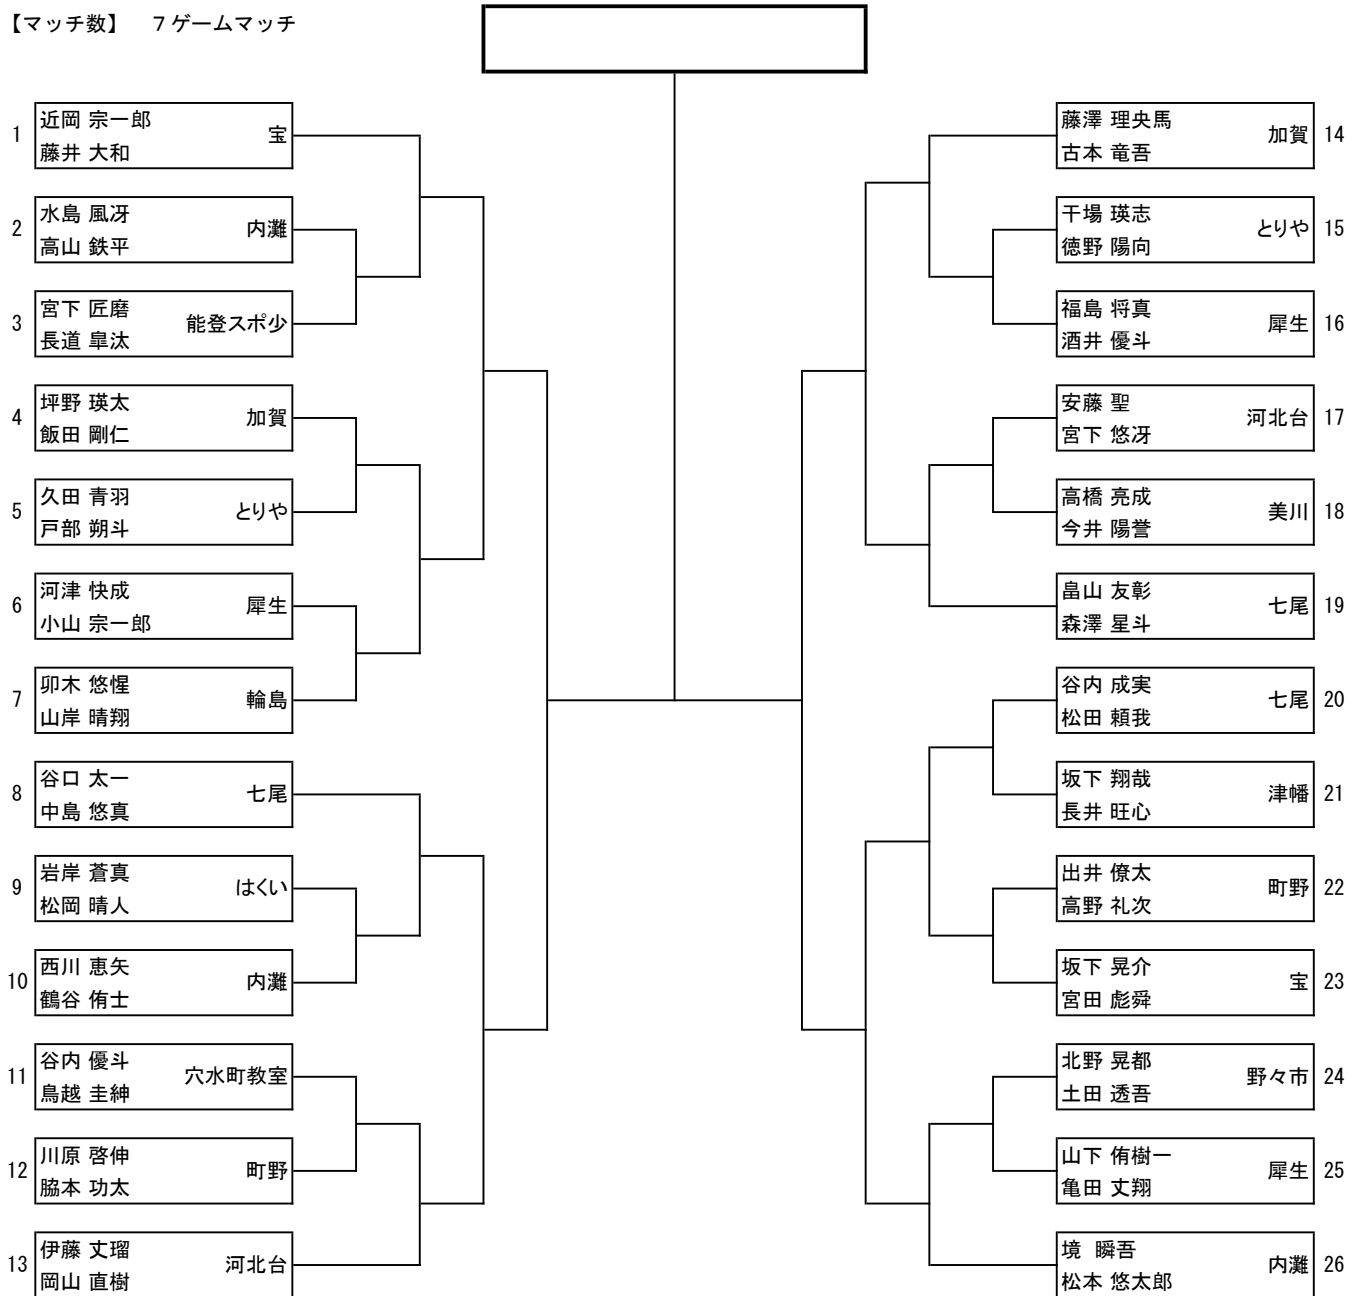 【マッチ数】　７ゲームマッチ
1 近岡 宗一郎
藤井 大和 宝
2 水島 風冴
高山 鉄平 内灘
3 宮下 匠磨
長道 皐汰 能登スポ少
4 坪野 瑛太
飯田 剛仁 加賀
5 久田 青羽
戸部 朔斗 とりや
6 河津 快成
小山 宗一郎 犀生
7 卯木 悠惺
山岸 晴翔 輪島
8 谷口 太一
中島 悠真 七尾
9 岩岸 蒼真
松岡 晴人 はくい
10 西川 恵矢
鶴谷 侑士 内灘
11 谷内 優斗
鳥越 圭紳 穴水町教室
12 川原 啓伸
脇本 功太 町野
13 伊藤 丈瑠
岡山 直樹 河北台
藤澤 理央馬
古本 竜吾 加賀 14
干場 瑛志
徳野 陽向 とりや 15
福島 将真
酒井 優斗 犀生 16
安藤 聖
宮下 悠冴 河北台 17
高橋 亮成
今井 陽誉 美川 18
畠山 友彰
森澤 星斗 七尾 19
谷内 成実
松田 頼我 七尾 20
坂下 翔哉
長井 旺心 津幡 21
出井 僚太
高野 礼次 町野 22
坂下 晃介
宮田 彪舜 宝 23
北野 晃都
土田 透吾 野々市 24
山下 侑樹一
亀田 丈翔 犀生 25
境 瞬吾
松本 悠太郎 内灘 26